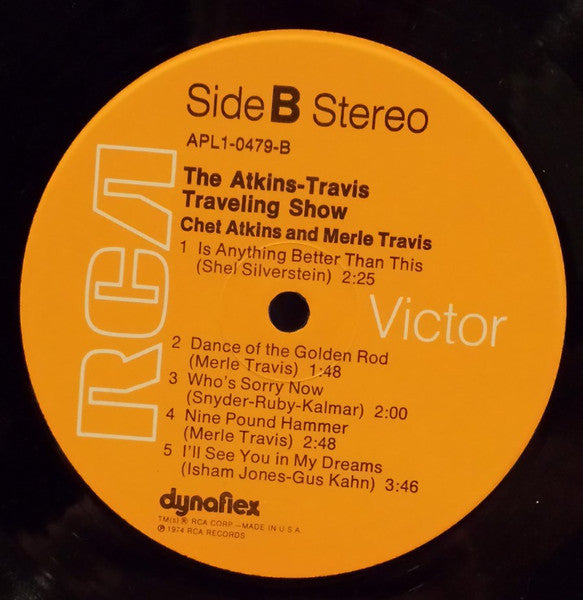 Side B Stereo
APL1-0479-B
The Atkins-Travis
Traveling Show
Chet Atkins and Merle Travis
1 Is Anything Better Than This
(Shel Silverstein) 2:25
RCA
Victor
2 Dance of the Golden Rod
(Merle Travis) 1:48
3 Who's Sorry Now
(Snyder-Ruby-Kalmar) 2:00
4 Nine Pound Hammer
(Merle Travis) 2:48
5 I'll See You in My Dreams
(Isham Jones-Gus Kahn) 3:46
dynaflex
TM(s) ® RCA CORP.—MADE IN U.S.A.
℗ 1974 RCA RECORDS